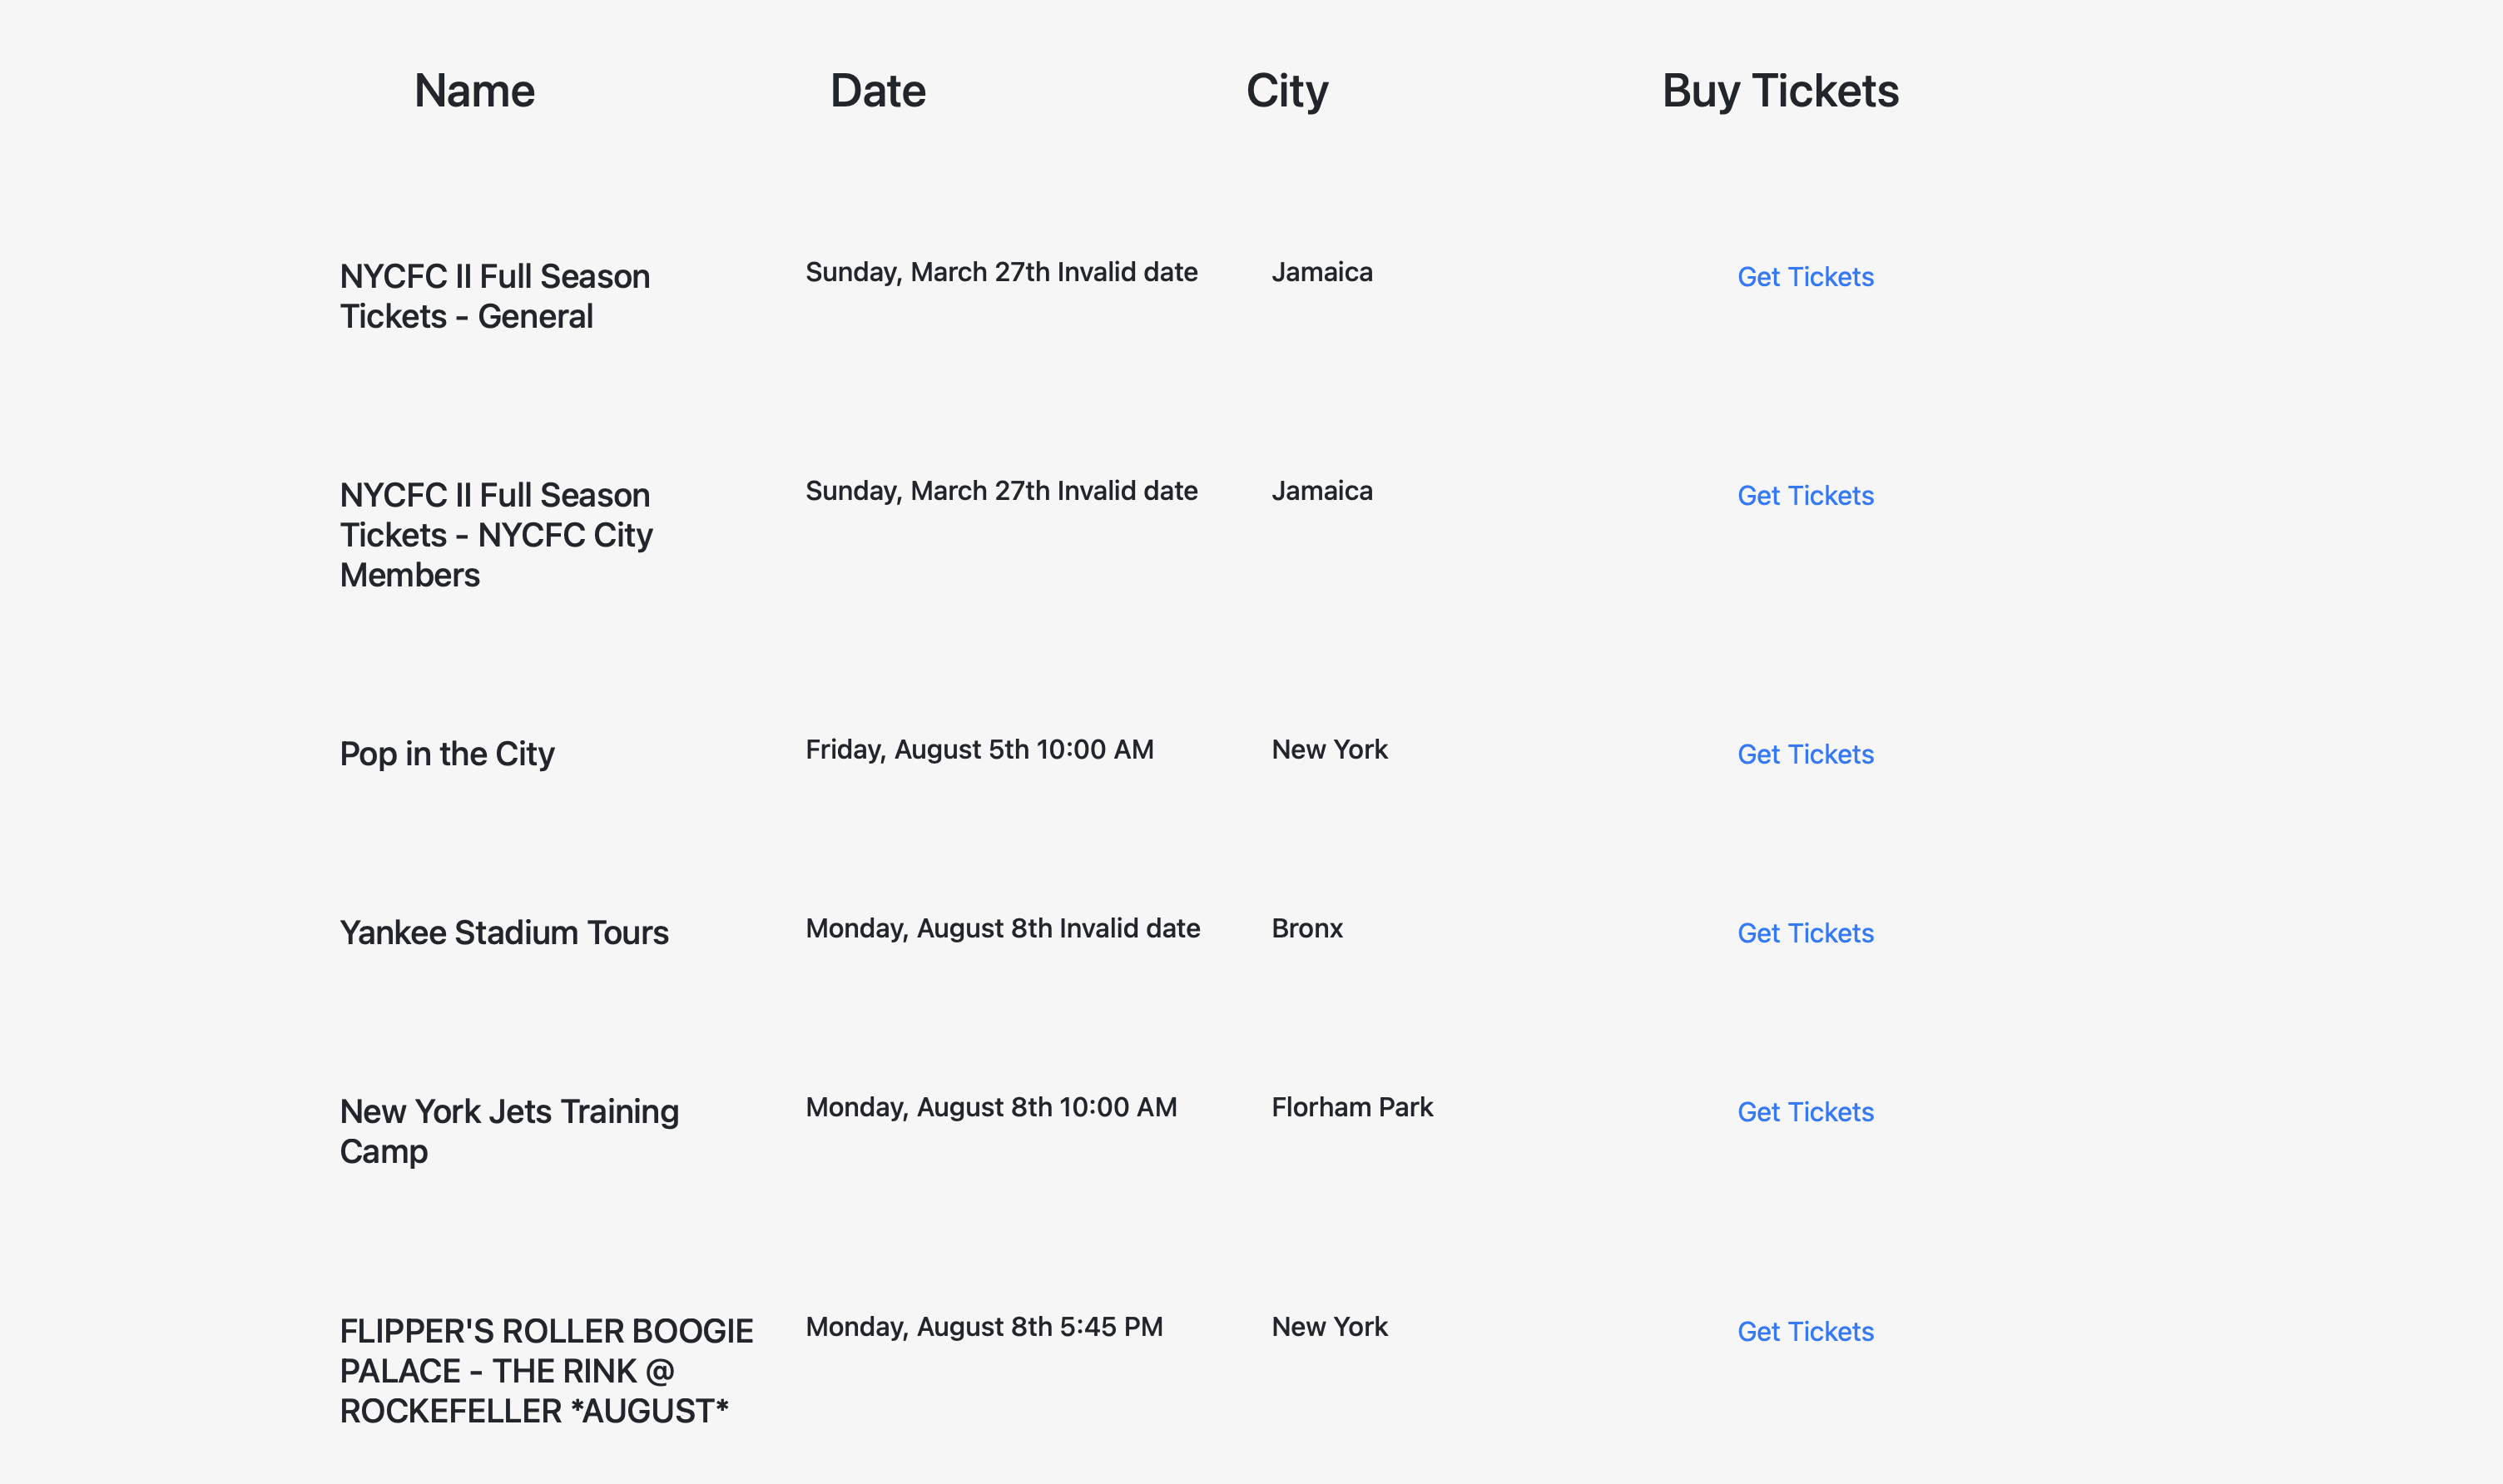 Name Date City Buy Tickets
NYCFC II Full Season Sunday, March 27th Invalid date Jamaica Get Tickets
Tickets - General
NYCFC II Full Season Sunday, March 27th Invalid date Jamaica Get Tickets
Tickets - NYCFC City
Members
Pop in the City Friday, August 5th 10:00 AM New York Get Tickets
Yankee Stadium Tours Monday, August 8th Invalid date Bronx Get Tickets
New York Jets Training Monday, August 8th 10:00 AM Florham Park Get Tickets
Camp
FLIPPER'S ROLLER BOOGIE Monday, August 8th 5:45 PM New York Get Tickets
PALACE - THE RINK @
ROCKEFELLER *AUGUST*